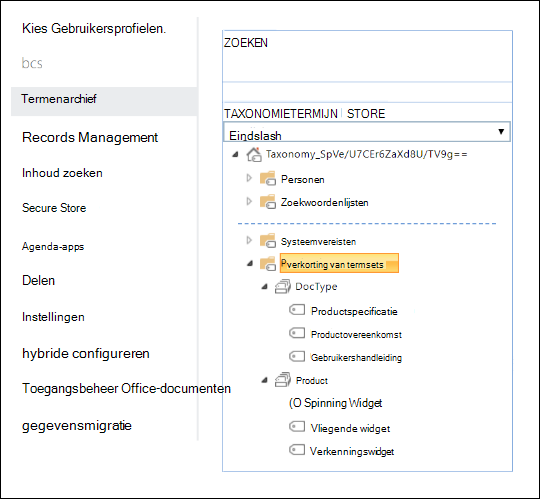 Kies Gebruikersprofielen.
bcs
Termenarchief
Records Management
Inhoud zoeken
Secure Store
Agenda-apps
Delen
Instellingen
hybride configureren
Toegangsbeheer Office-documenten
gegevensmigratie
ZOEKEN
TAXONOMIETERMIJN STORE
Eindslash
Taxonomy_SpVe/U7CEr6ZaXd8U/TV9g==
Personen
Zoekwoordenlijsten
Systeemvereisten
Pverkorting van termsets
DocType
Productspecificatie
Productovereenkomst
Gebruikershandleiding
Product
(O Spinning Widget
Vliegende widget
Verkenningswidget